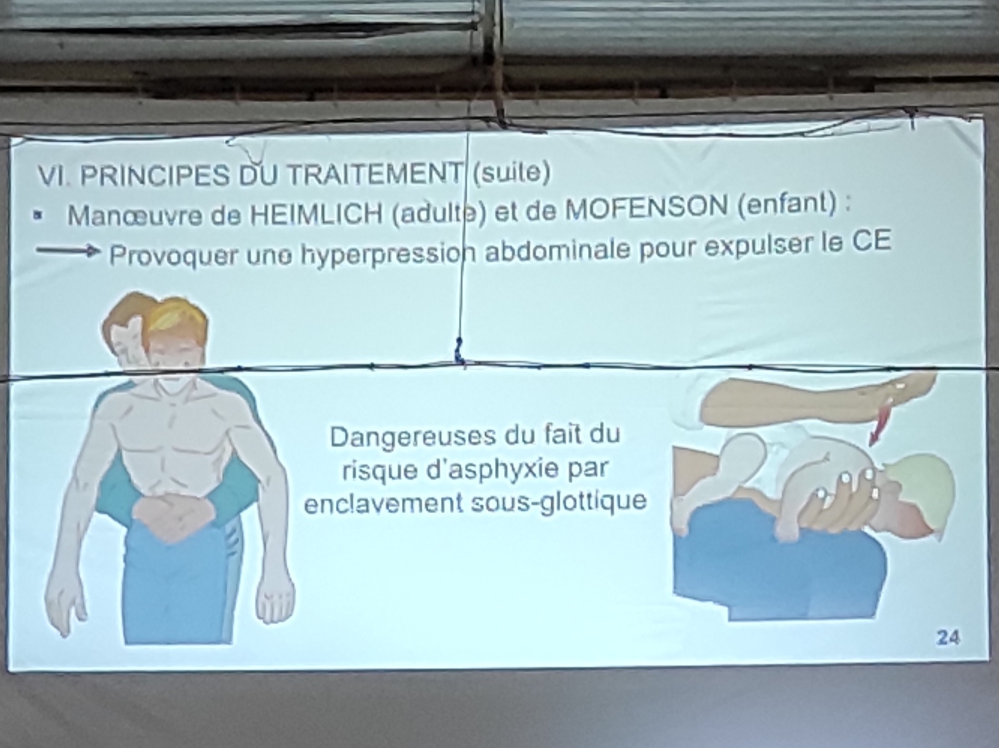 VI. PRINCIPES DU TRAITEMENT (suite)
▪ Manœuvre de HEIMLICH (adulte) et de MOFENSON (enfant) :
→ Provoquer une hyperpression abdominale pour expulser le CE
Dangereuses du fait du
risque d'asphyxie par
enclavement sous-glottique
24